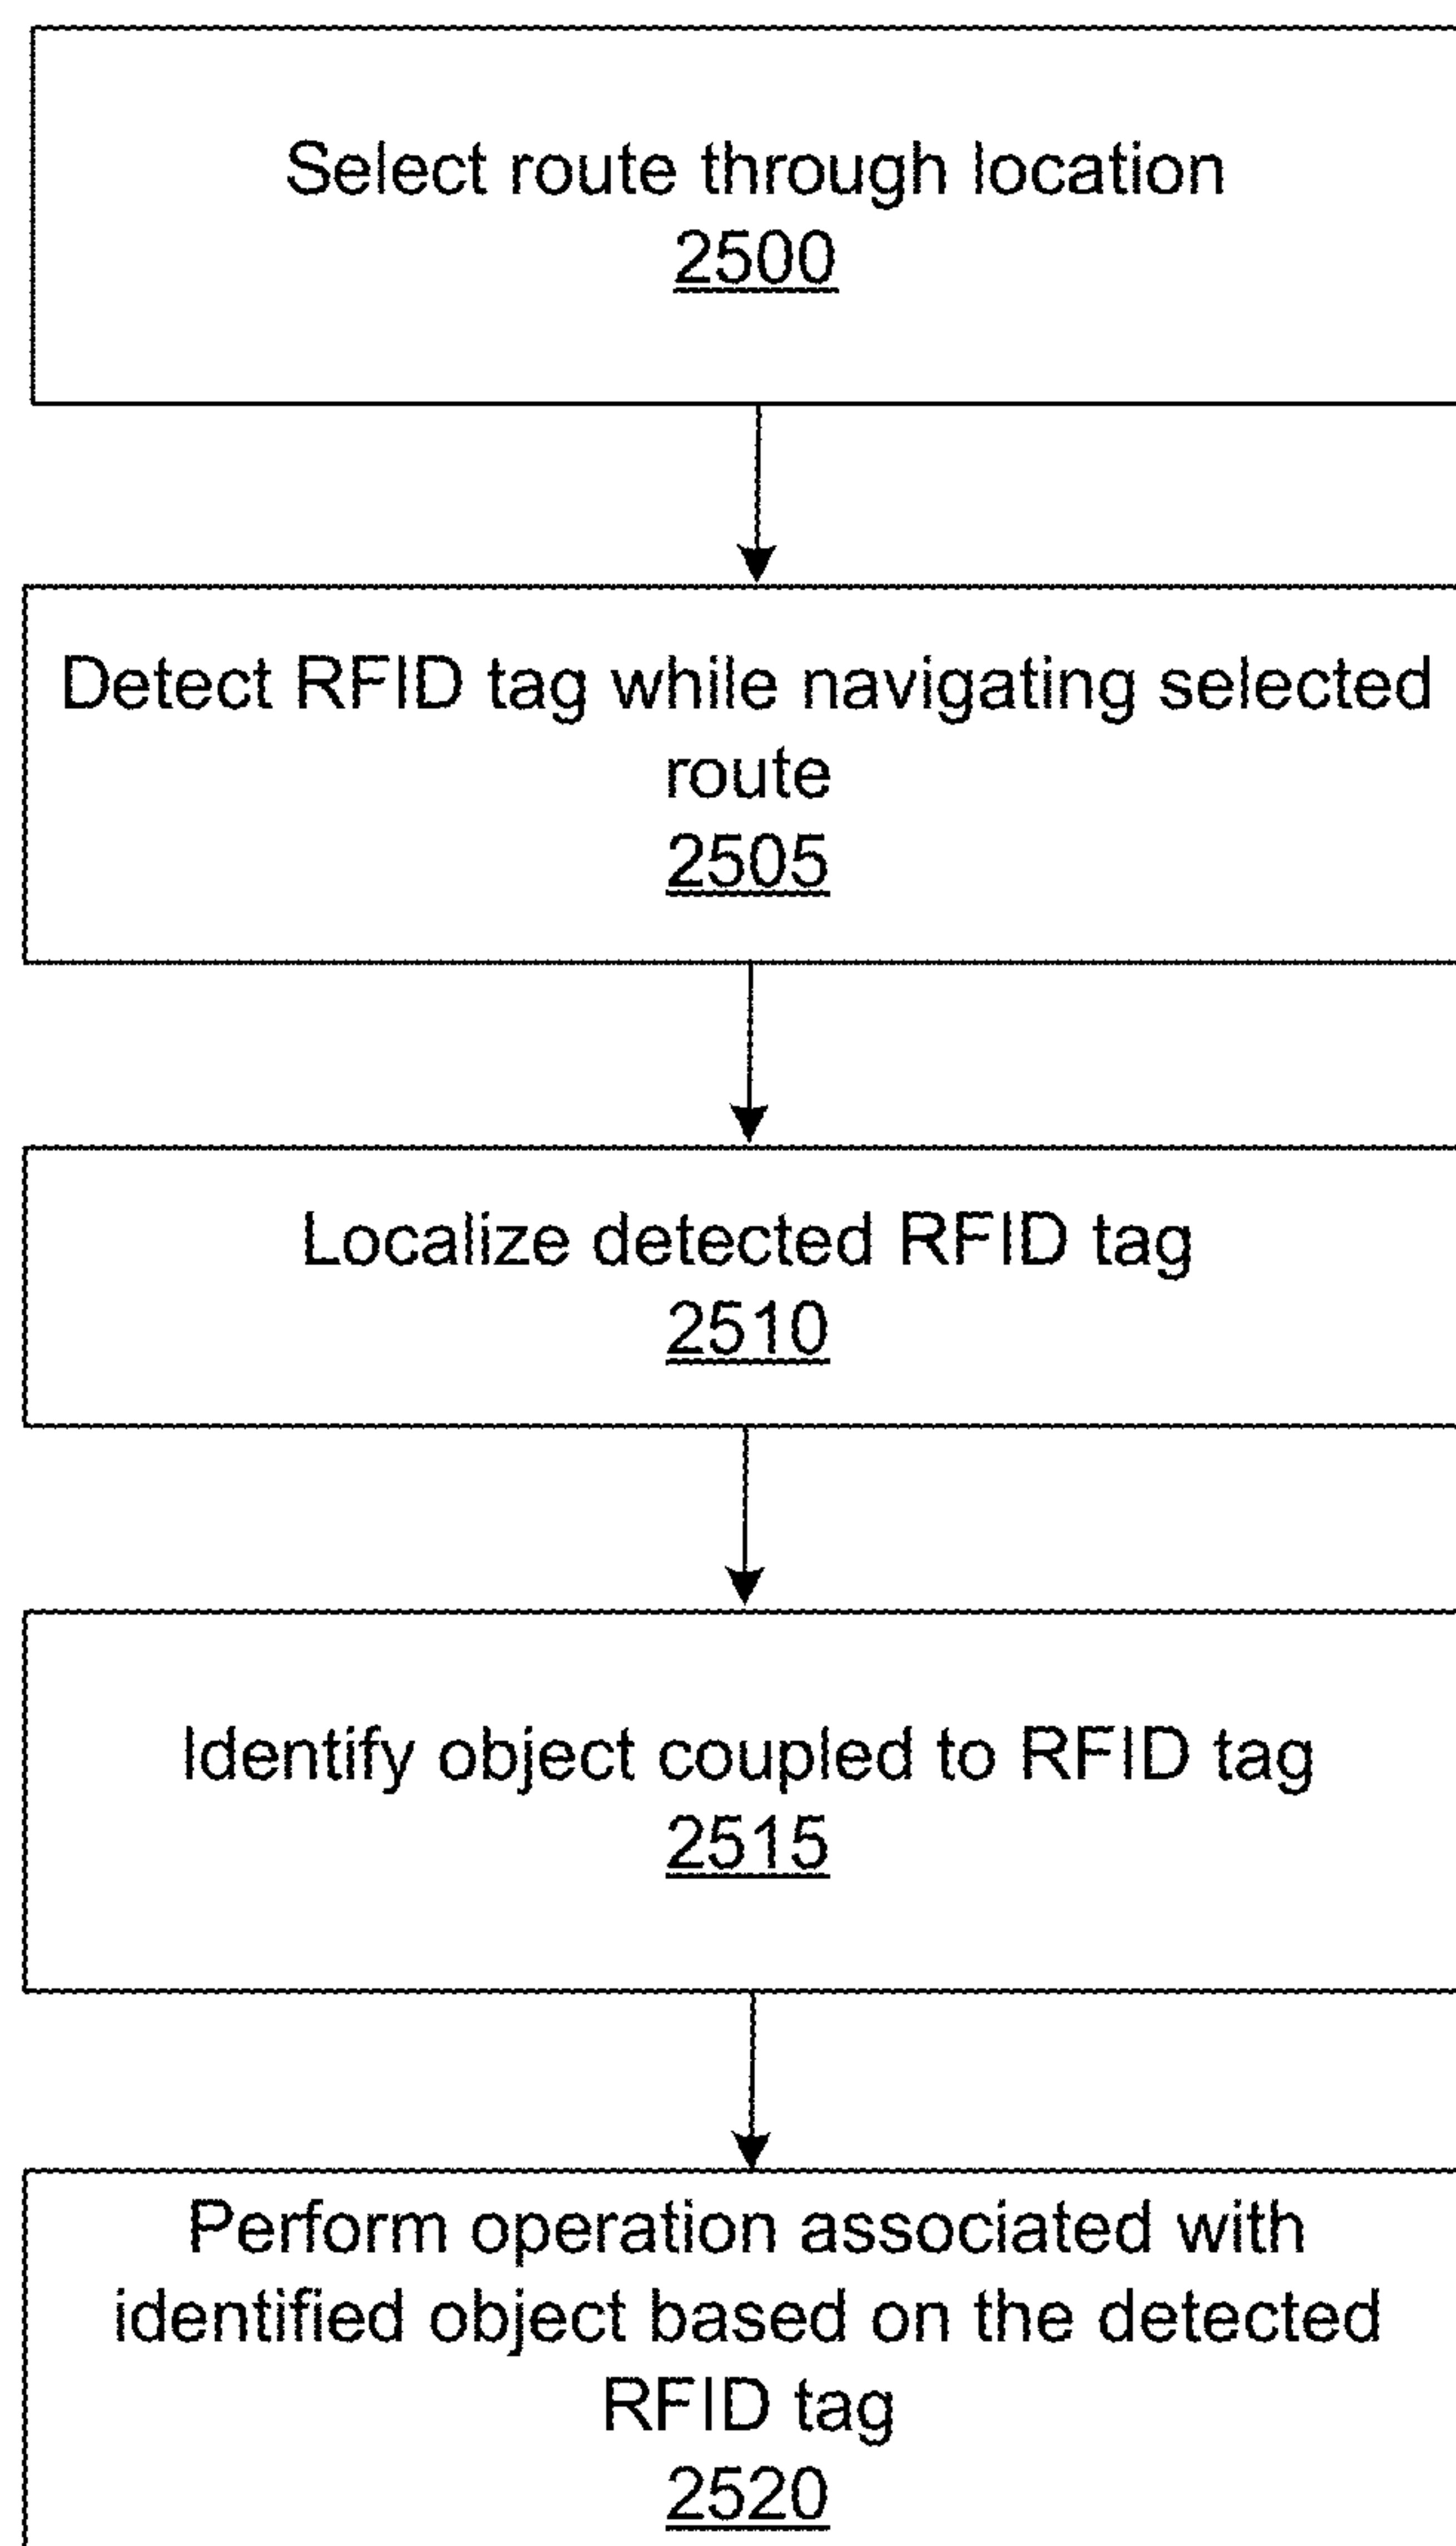 Select route through location
2500
Detect RFID tag while navigating selected
route
2505
Localize detected RFID tag
2510
Identify object coupled to RFID tag
2515
Perform operation associated with
identified object based on the detected
RFID tag
2520